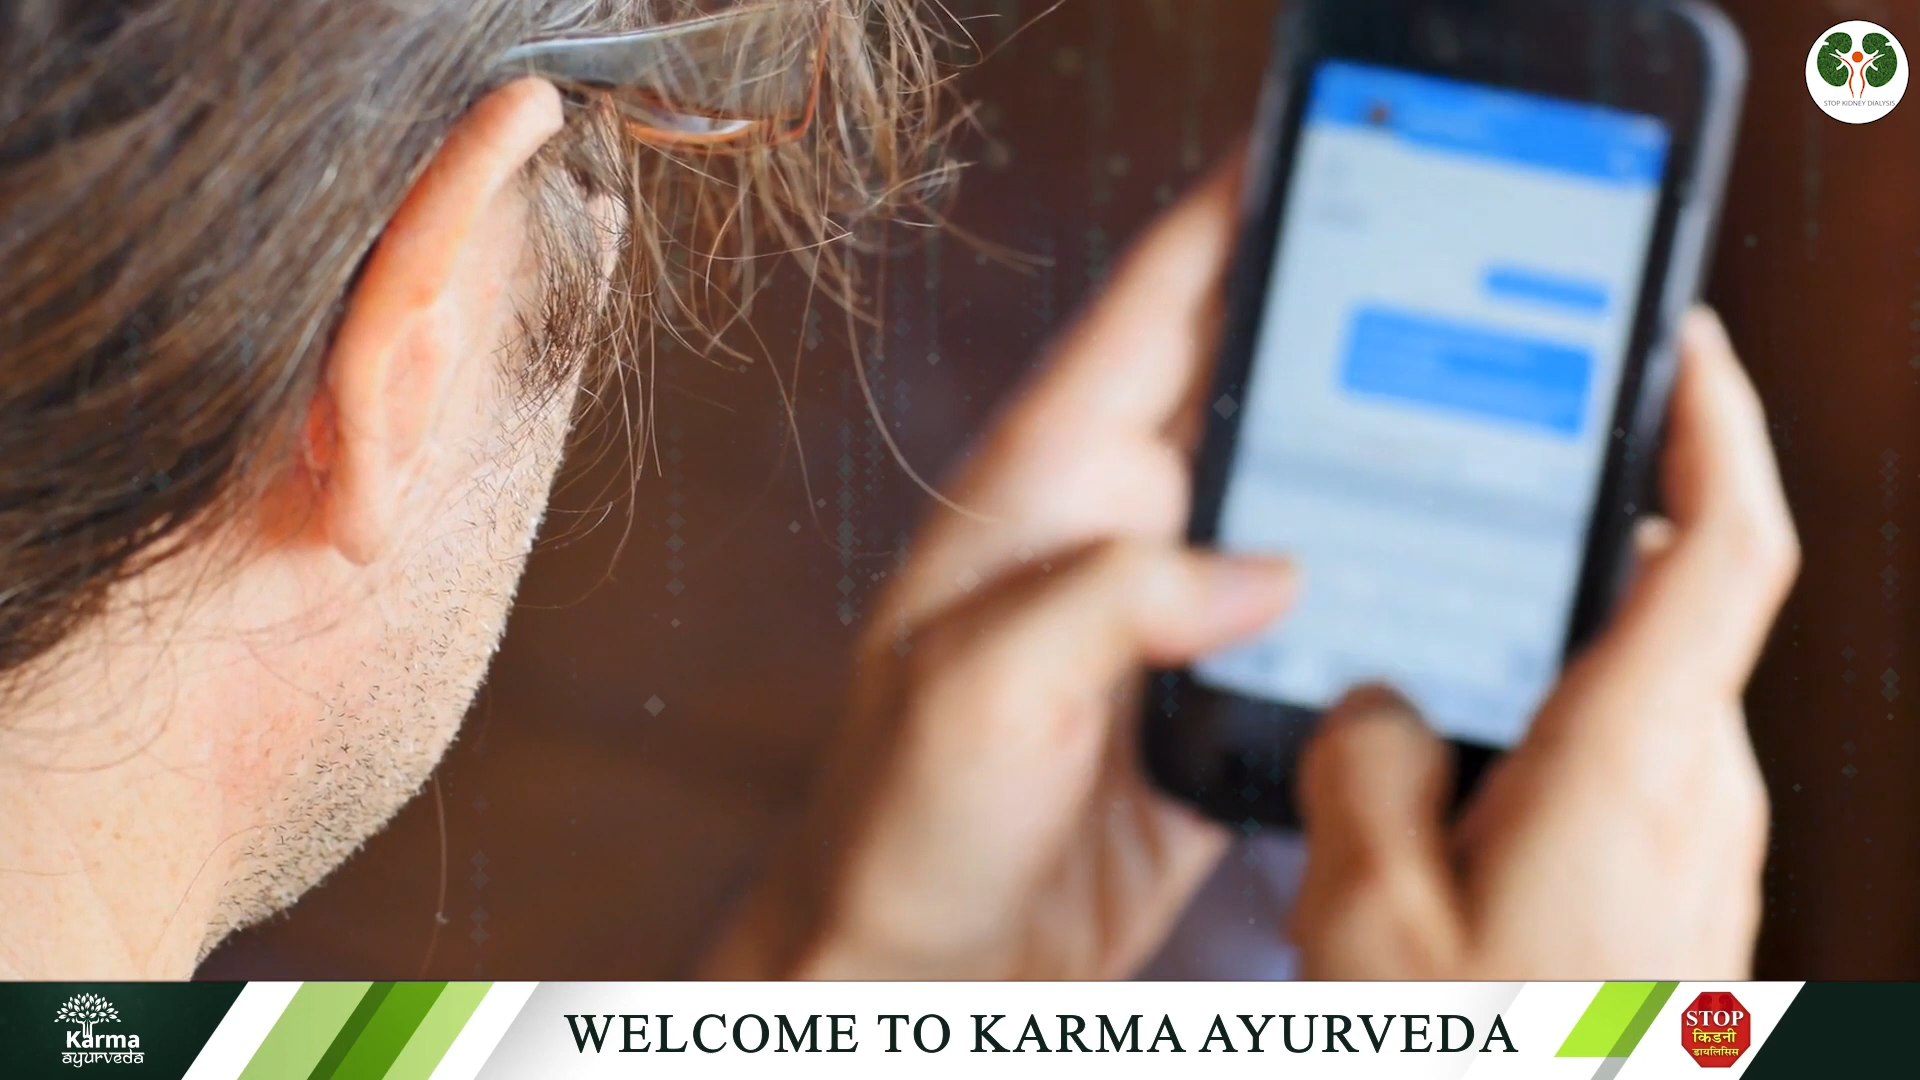 STOP KIDNEY DIALYSIS
Karma
ayurveda
WELCOME TO KARMA AYURVEDA
STOP
किडनी
डायलिसिस